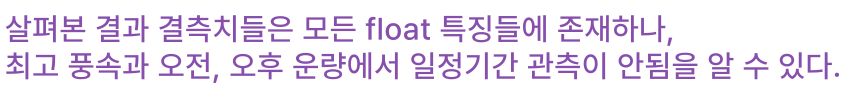 살펴본 결과 결측치들은 모든 float 특징들에 존재하나,
최고 풍속과 오전, 오후 운량에서 일정기간 관측이 안됨을 알 수 있다.